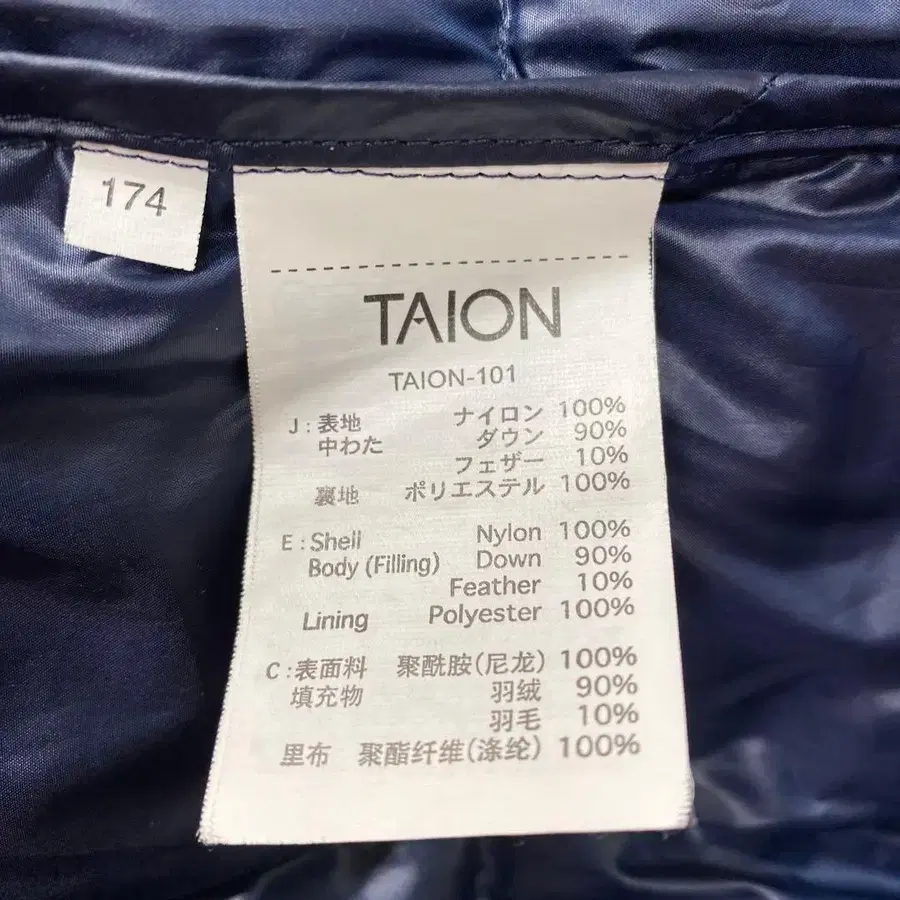 174
TAION
TAION-101
J : 表地 ナイロン 100%
中わた ダウン 90%
フェザー 10%
裏地 ポリエステル 100%
E : Shell Nylon 100%
Body (Filling) Down 90%
Feather 10%
Lining Polyester 100%
C : 表面料 聚酰胺(尼龙) 100%
填充物 羽绒 90%
羽毛 10%
里布 聚酯纤维(涤纶) 100%